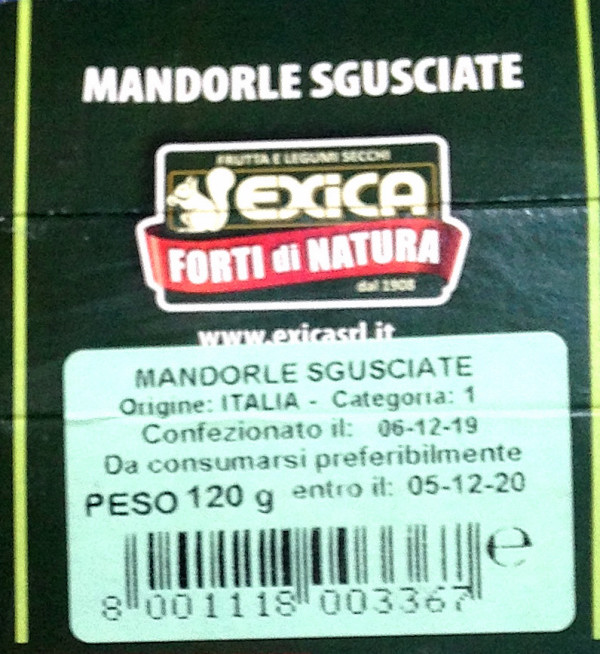 MANDORLE SGUSCIATE
FRUTTA E LEGUMI SECCHI
EXICA
FORTI di NATURA
dal 1908
www.exicasrl.it
MANDORLE SGUSCIATE
Origine: ITALIA - Categoria: 1
Confezionato il: 06-12-19
Da consumarsi preferibilmente
PESO 120 g entro il: 05-12-20
e
8 001118 003367